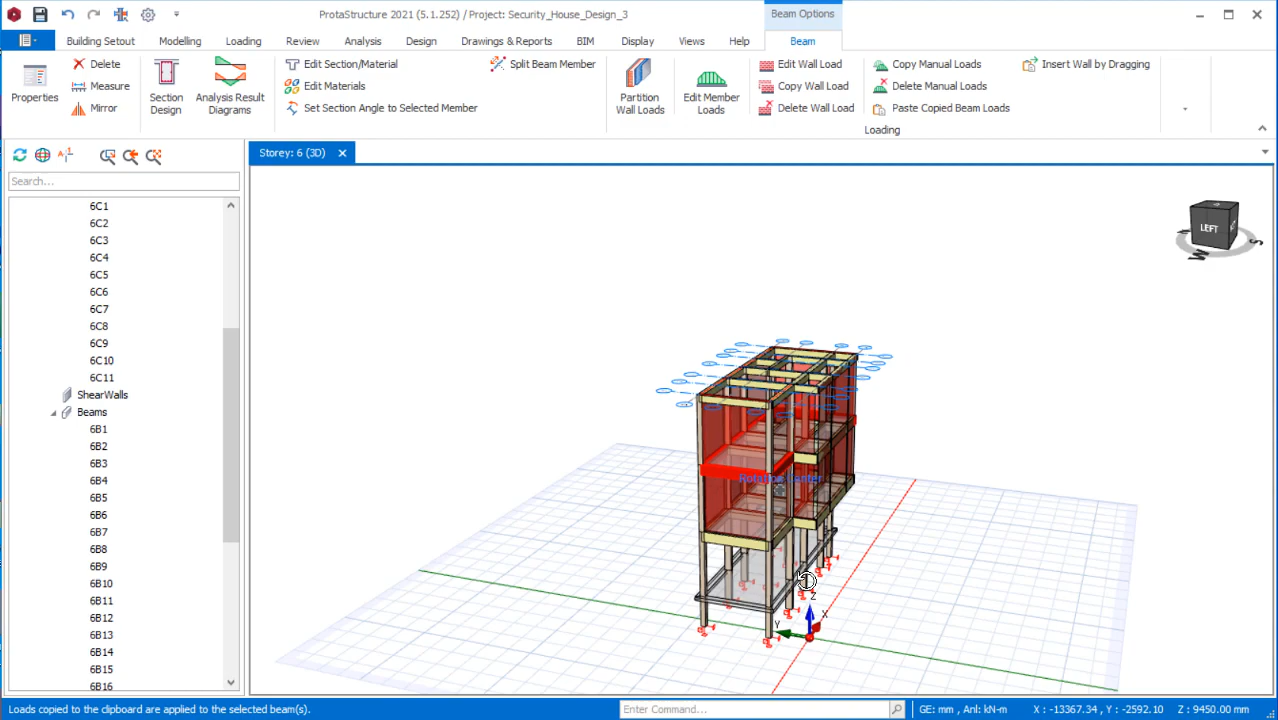 ProtaStructure 2021 (5.1.252) / Project: Security_House_Design_3
Beam Options
Building Setout Modelling Loading Review Analysis Design Drawings & Reports BIM Display Views Help Beam
Properties
Delete
Measure
Mirror
Section Design
Analysis Result Diagrams
Edit Section/Material
Edit Materials
Set Section Angle to Selected Member
Split Beam Member
Partition Wall Loads
Edit Member Loads
Edit Wall Load
Copy Wall Load
Delete Wall Load
Copy Manual Loads
Delete Manual Loads
Paste Copied Beam Loads
Insert Wall by Dragging
Loading
Storey: 6 (3D)
Search...
6C1
6C2
6C3
6C4
6C5
6C6
6C7
6C8
6C9
6C10
6C11
ShearWalls
Beams
6B1
6B2
6B3
6B4
6B5
6B6
6B7
6B8
6B9
6B10
6B11
6B12
6B13
6B14
6B15
6B16
LEFT
S
Rotation Center
Z
X
Y
Loads copied to the clipboard are applied to the selected beam(s).
Enter Command...
GE: mm , Anl: kN-m
X : -13367.34 , Y : -2592.10
Z : 9450.00 mm